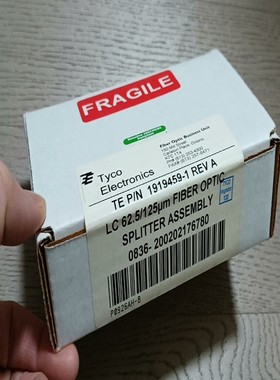 FRAGILE
Fiber Optic Business Unit
Tyco
Electronics
TE P/N 1919459-1 REV A
LC 62.5/125µm FIBER OPTIC
SPLITTER ASSEMBLY
0836- 200202176780
P0926AH-B